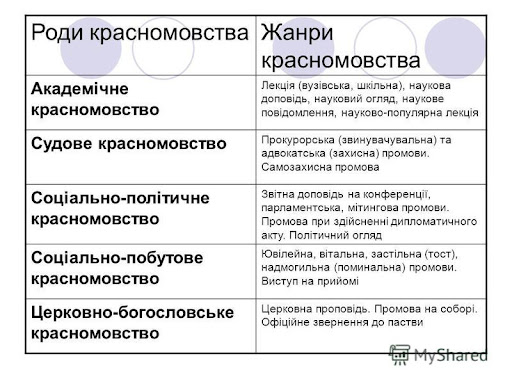 Роди красномовства
Жанри
красномовства
Академічне
красномовство
Лекція (вузівська, шкільна), наукова
доповідь, науковий огляд, наукове
повідомлення, науково-популярна лекція
Судове красномовство
Прокурорська (звинувачувальна) та
адвокатська (захисна) промови.
Самозахисна промова
Соціально-політичне
красномовство
Звітна доповідь на конференції,
парламентська, мітингова промови.
Промова при здійсненні дипломатичного
акту. Політичний огляд
Соціально-побутове
красномовство
Ювілейна, вітальна, застільна (тост),
надмогильна (поминальна) промови.
Виступ на прийомі
Церковно-богословське
красномовство
Церковна проповідь. Промова на соборі.
Офіційне звернення до пастви
MyShared